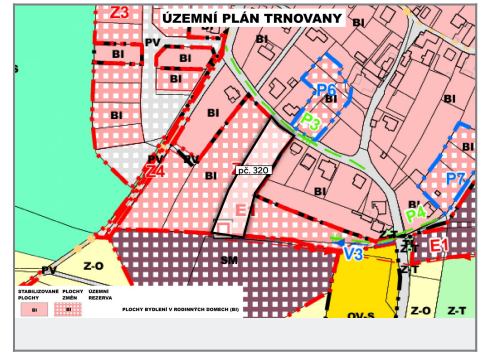 ÚZEMNÍ PLÁN TRNOVANY
Z3
BI
PV
BI
BI
BI
BI
P6
BI
BI
BI
BI
P3
PV
PV
Z4
pč. 320
BI
BI
P7
E
BI
P4
Z-T
E1
V3
Z-T
Z-O
SM
PV
Z-T
OV-S
Z-O
Z-T
STABILIZOVANÉ PLOCHY
PLOCHY ZMĚN
ÚZEMNÍ REZERVA
BI
BI
PLOCHY BYDLENÍ V RODINNÝCH DOMECH (BI)